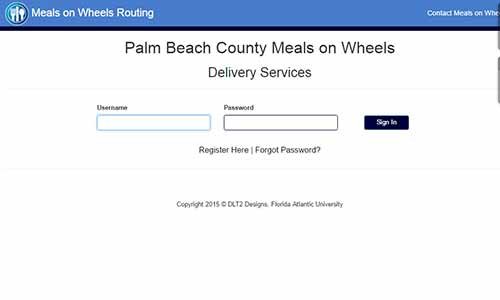 Meals on Wheels Routing
Contact Meals on Whe
Palm Beach County Meals on Wheels
Delivery Services
Username Password
Sign In
Register Here | Forgot Password?
Copyright 2015 © DLT2 Designs, Florida Atlantic University